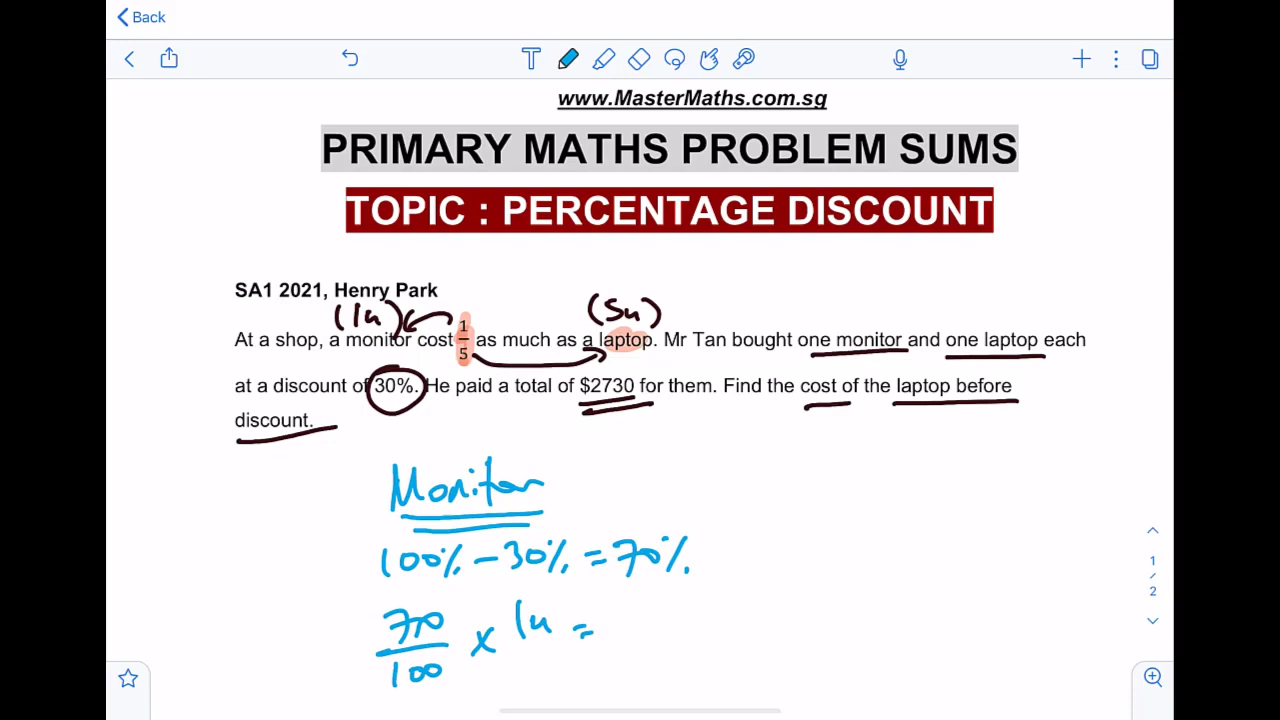 Back
www.MasterMaths.com.sg
PRIMARY MATHS PROBLEM SUMS
TOPIC : PERCENTAGE DISCOUNT
SA1 2021, Henry Park
(1u) (5u)
At a shop, a monitor cost 1/5 as much as a laptop. Mr Tan bought one monitor and one laptop each
at a discount of 30%. He paid a total of $2730 for them. Find the cost of the laptop before
discount.
Monitor
100% - 30% = 70%
70/100 x 1u =
1
/
2